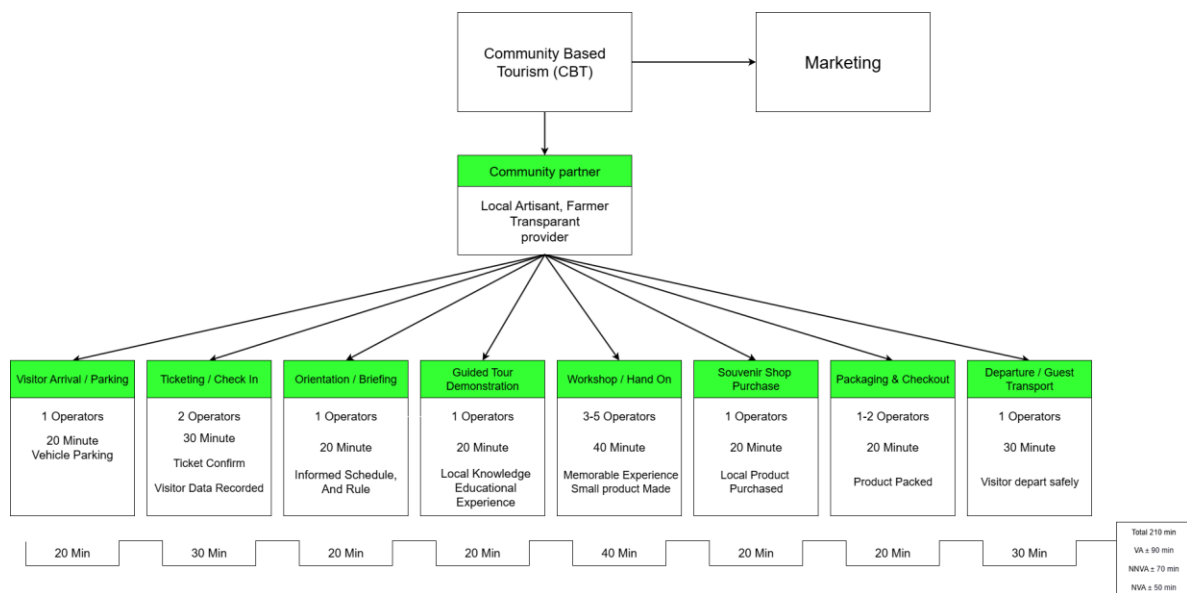 Community Based
Tourism (CBT)
Marketing
Community partner
Local Artisant, Farmer
Transparant
provider
Visitor Arrival / Parking
1 Operators
20 Minute
Vehicle Parking
Ticketing / Check In
2 Operators
30 Minute
Ticket Confirm
Visitor Data Recorded
Orientation / Briefing
1 Operators
20 Minute
Informed Schedule,
And Rule
Guided Tour
Demonstration
1 Operators
20 Minute
Local Knowledge
Educational
Experience
Workshop / Hand On
3-5 Operators
40 Minute
Memorable Experience
Small product Made
Souvenir Shop
Purchase
1 Operators
20 Minute
Local Product
Purchased
Packaging & Checkout
1-2 Operators
20 Minute
Product Packed
Departure / Guest
Transport
1 Operators
30 Minute
Visitor depart safely
20 Min
30 Min
20 Min
20 Min
40 Min
20 Min
20 Min
30 Min
Total 210 min
VA ± 90 min
NNVA ± 70 min
NVA ± 50 min